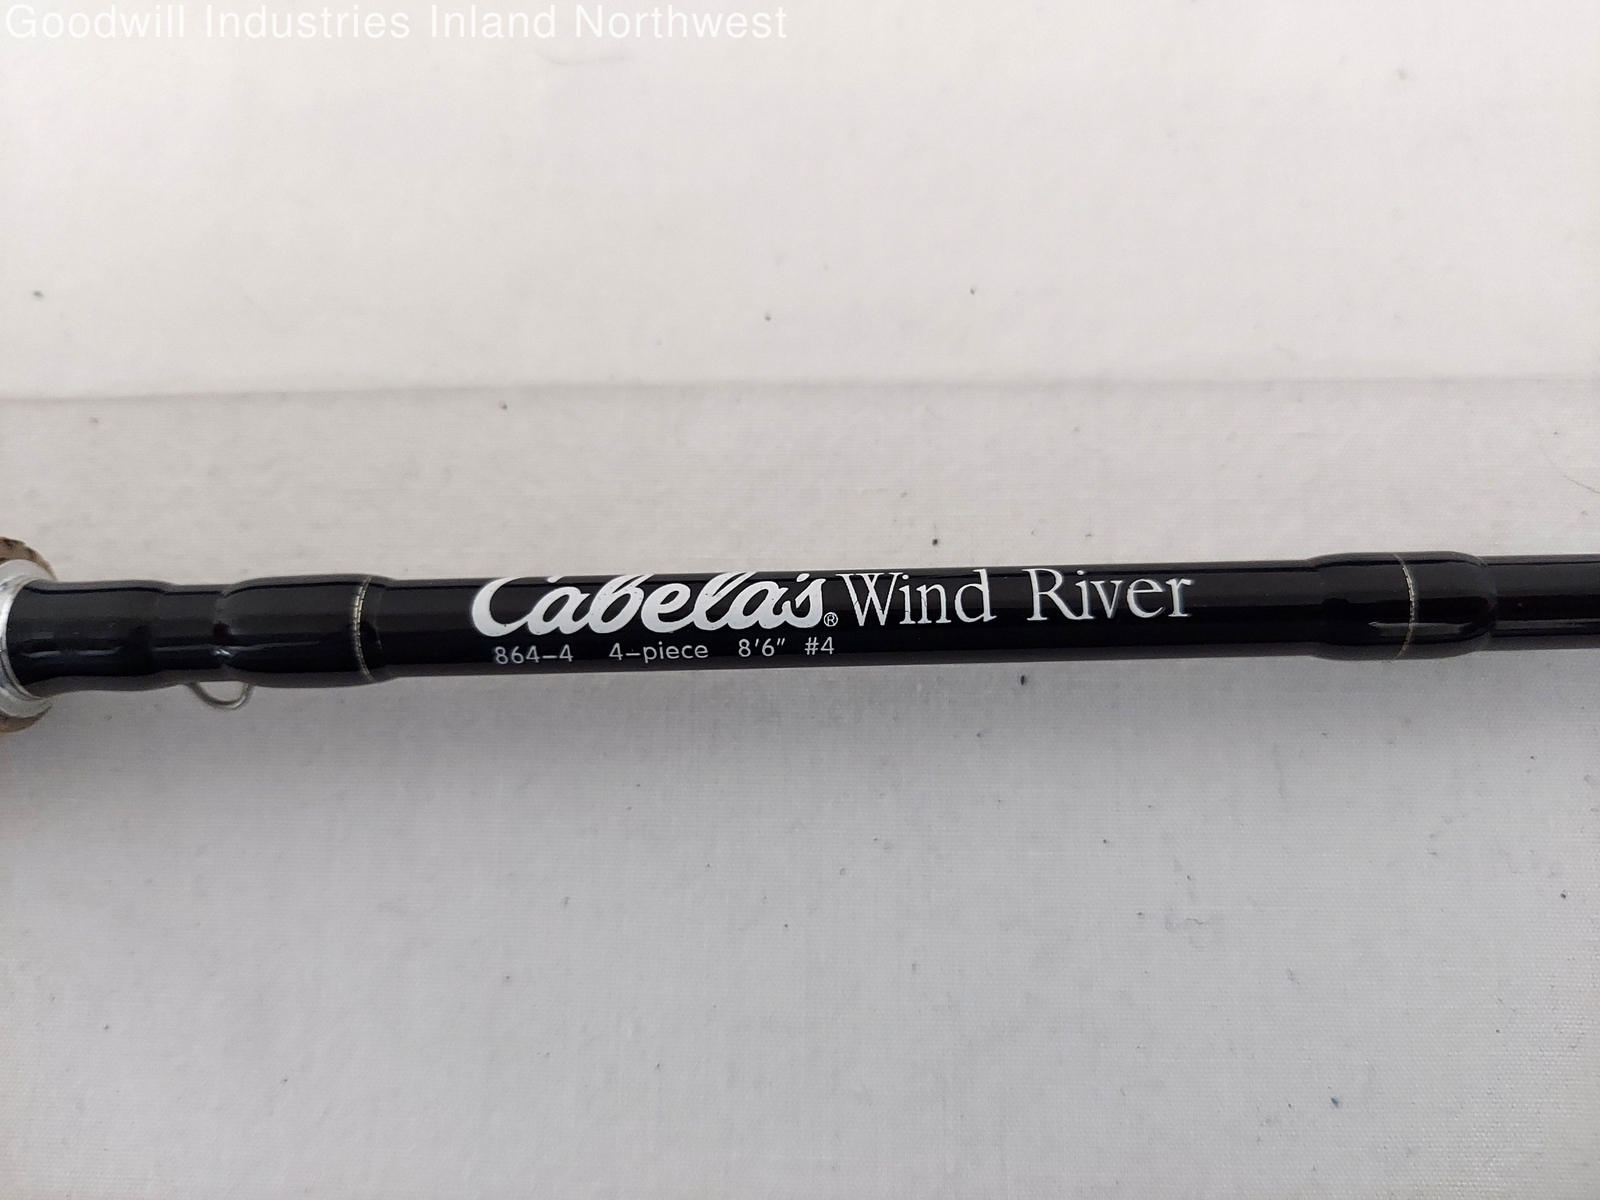 Goodwill Industries Inland Northwest
Cabela's® Wind River
864-4 4-piece 8'6" #4